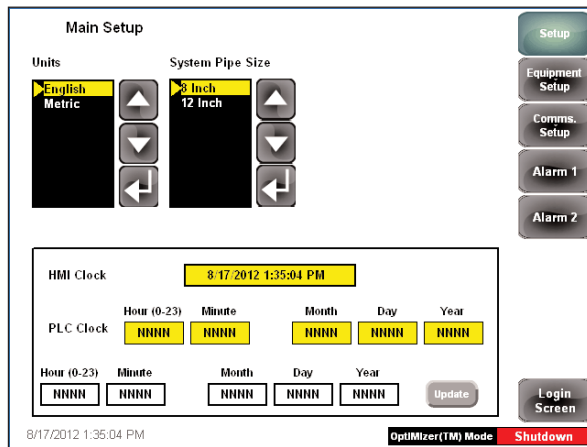 Main Setup
Setup
Units
System Pipe Size
English
Metric
8 Inch
12 Inch
Equipment
Setup
Comms.
Setup
Alarm 1
Alarm 2
HMI Clock
8/17/2012 1:35:04 PM
Hour (0-23) Minute Month Day Year
PLC Clock NNNN NNNN NNNN NNNN NNNN
Hour (0-23) Minute Month Day Year
NNNN NNNN NNNN NNNN NNNN Update
Login
Screen
8/17/2012 1:35:04 PM
OptiMizer(TM) Mode Shutdown